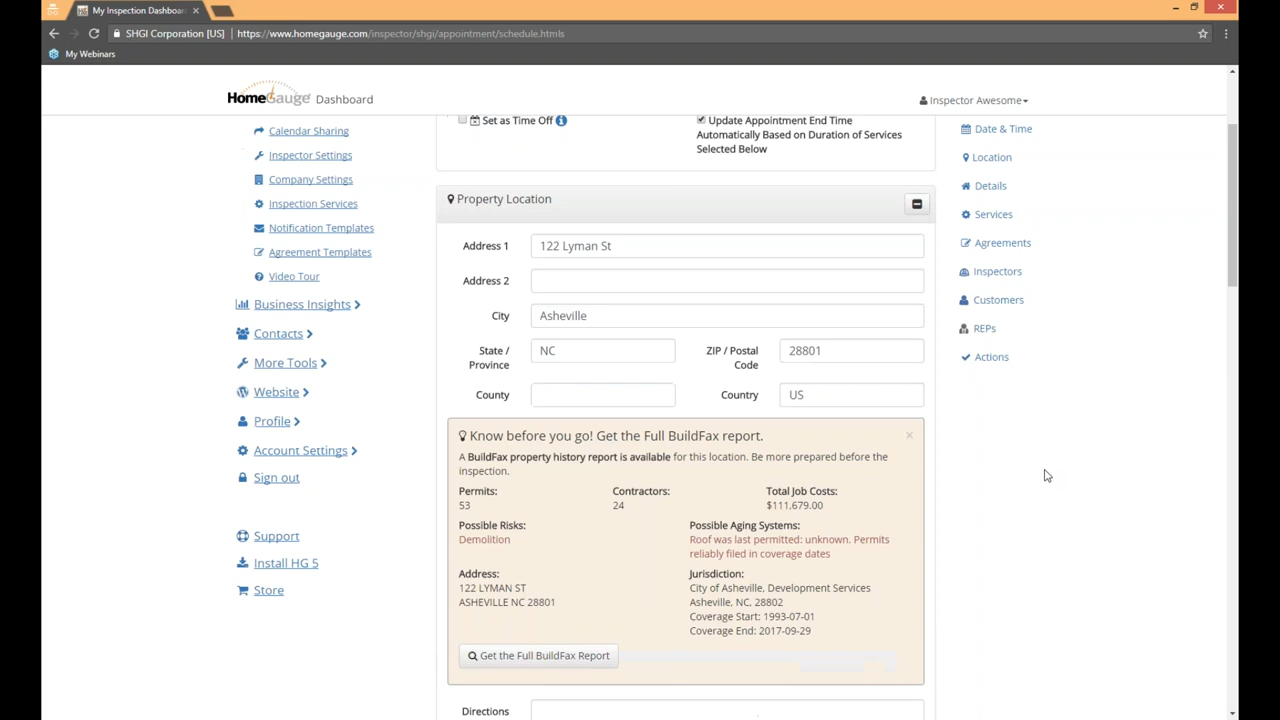 My Inspection Dashboa
SHGI Corporation [US] https://www.homegauge.com/inspector/shgi/appointment/schedule.htmls
My Webinars
HomeGauge Dashboard
Inspector Awesome
Calendar Sharing
Inspector Settings
Company Settings
Inspection Services
Notification Templates
Agreement Templates
Video Tour
Business Insights
Contacts
More Tools
Website
Profile
Account Settings
Sign out
Support
Install HG 5
Store
Set as Time Off
Update Appointment End Time
Automatically Based on Duration of Services
Selected Below
Property Location
Address 1 122 Lyman St
Address 2
City Asheville
State /
Province
NC
ZIP / Postal
Code
28801
County
Country US
Know before you go! Get the Full BuildFax report.
A BuildFax property history report is available for this location. Be more prepared before the
inspection.
Permits:
53
Contractors:
24
Total Job Costs:
$111,679.00
Possible Risks:
Demolition
Possible Aging Systems:
Roof was last permitted: unknown. Permits
reliably filed in coverage dates
Address:
122 LYMAN ST
ASHEVILLE NC 28801
Jurisdiction:
City of Asheville, Development Services
Asheville, NC, 28802
Coverage Start: 1993-07-01
Coverage End: 2017-09-29
Get the Full BuildFax Report
Directions
Date & Time
Location
Details
Services
Agreements
Inspectors
Customers
REPs
Actions